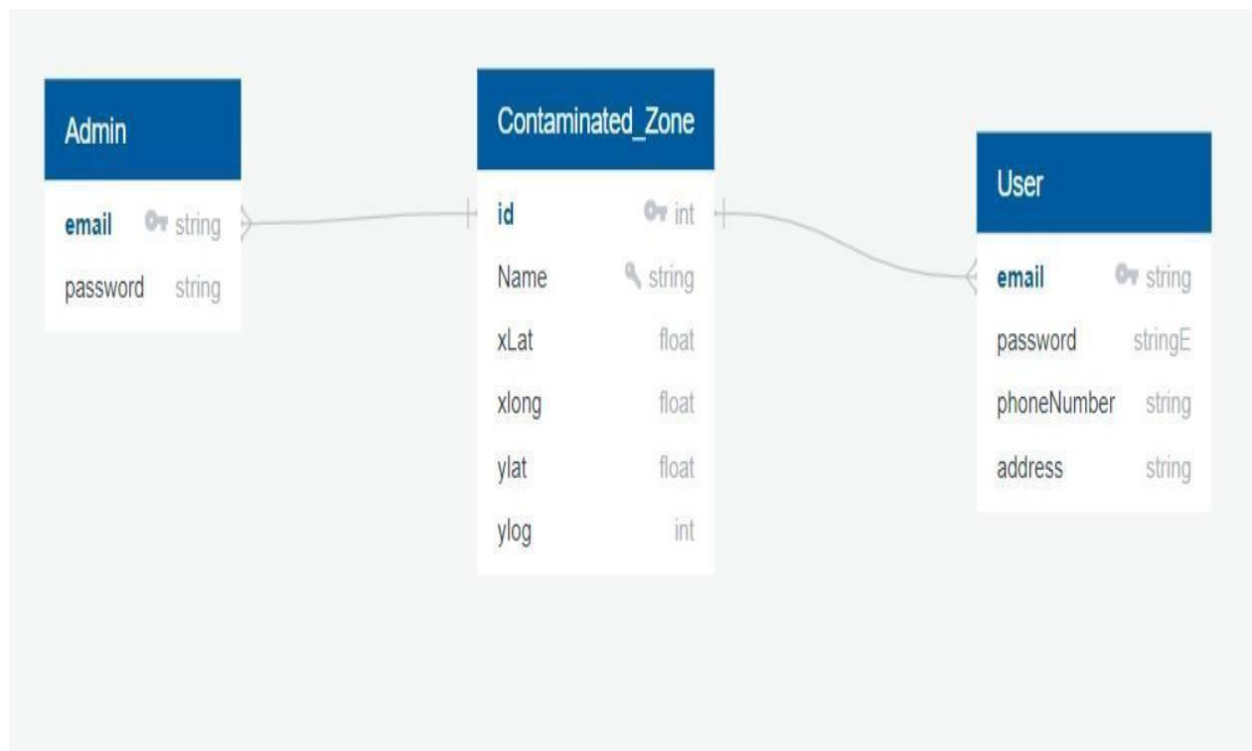 Admin
email string
password string
Contaminated_Zone
id int
Name string
xLat float
xlong float
ylat float
ylog int
User
email string
password stringE
phoneNumber string
address string